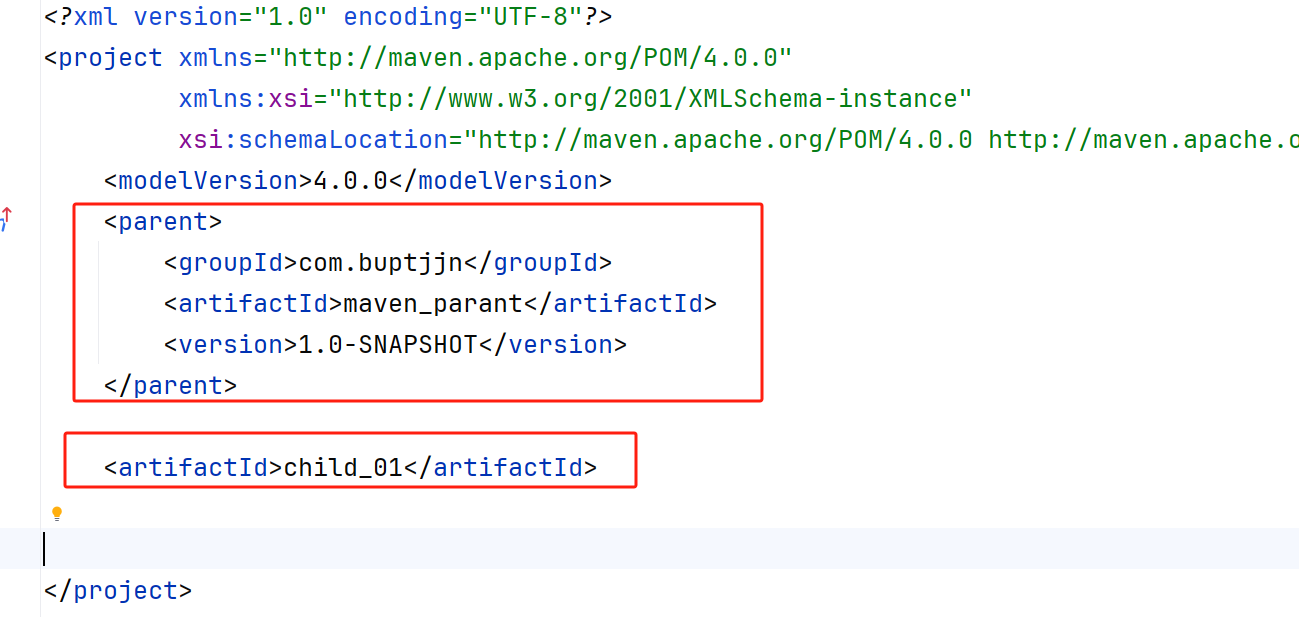 <?xml version="1.0" encoding="UTF-8"?>
<project xmlns="http://maven.apache.org/POM/4.0.0"
xmlns:xsi="http://www.w3.org/2001/XMLSchema-instance"
xsi:schemaLocation="http://maven.apache.org/POM/4.0.0 http://maven.apache.o
<modelVersion>4.0.0</modelVersion>
<parent>
<groupId>com.buptjjn</groupId>
<artifactId>maven_parant</artifactId>
<version>1.0-SNAPSHOT</version>
</parent>
<artifactId>child_01</artifactId>
</project>